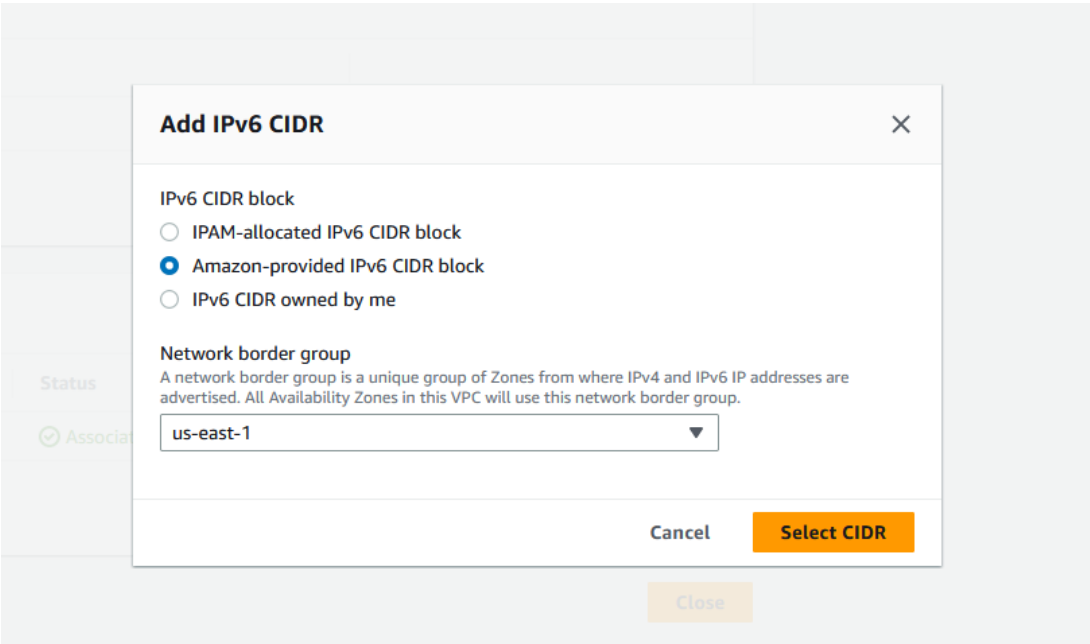 Add IPv6 CIDR
IPv6 CIDR block
IPAM-allocated IPv6 CIDR block
Amazon-provided IPv6 CIDR block
IPv6 CIDR owned by me
Network border group
A network border group is a unique group of Zones from where IPv4 and IPv6 IP addresses are
advertised. All Availability Zones in this VPC will use this network border group.
Status
us-east-1
Associat
Cancel
Select CIDR
Close